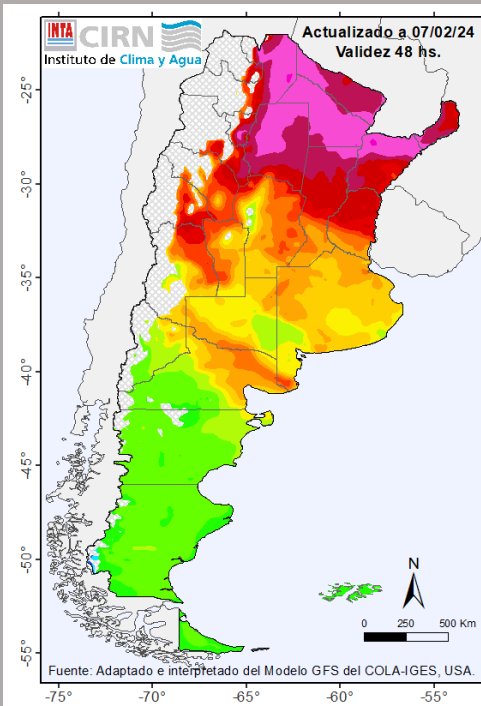 INTA CIRN
Instituto de Clima y Agua
Actualizado a 07/02/24
Validez 48 hs.
-25°
-30°
-35°
-40°
-45°
-50°
-55°
N
0 250 500 Km
Fuente: Adaptado e interpretado del Modelo GFS del COLA-IGES, USA.
-75° -70° -65° -60° -55°